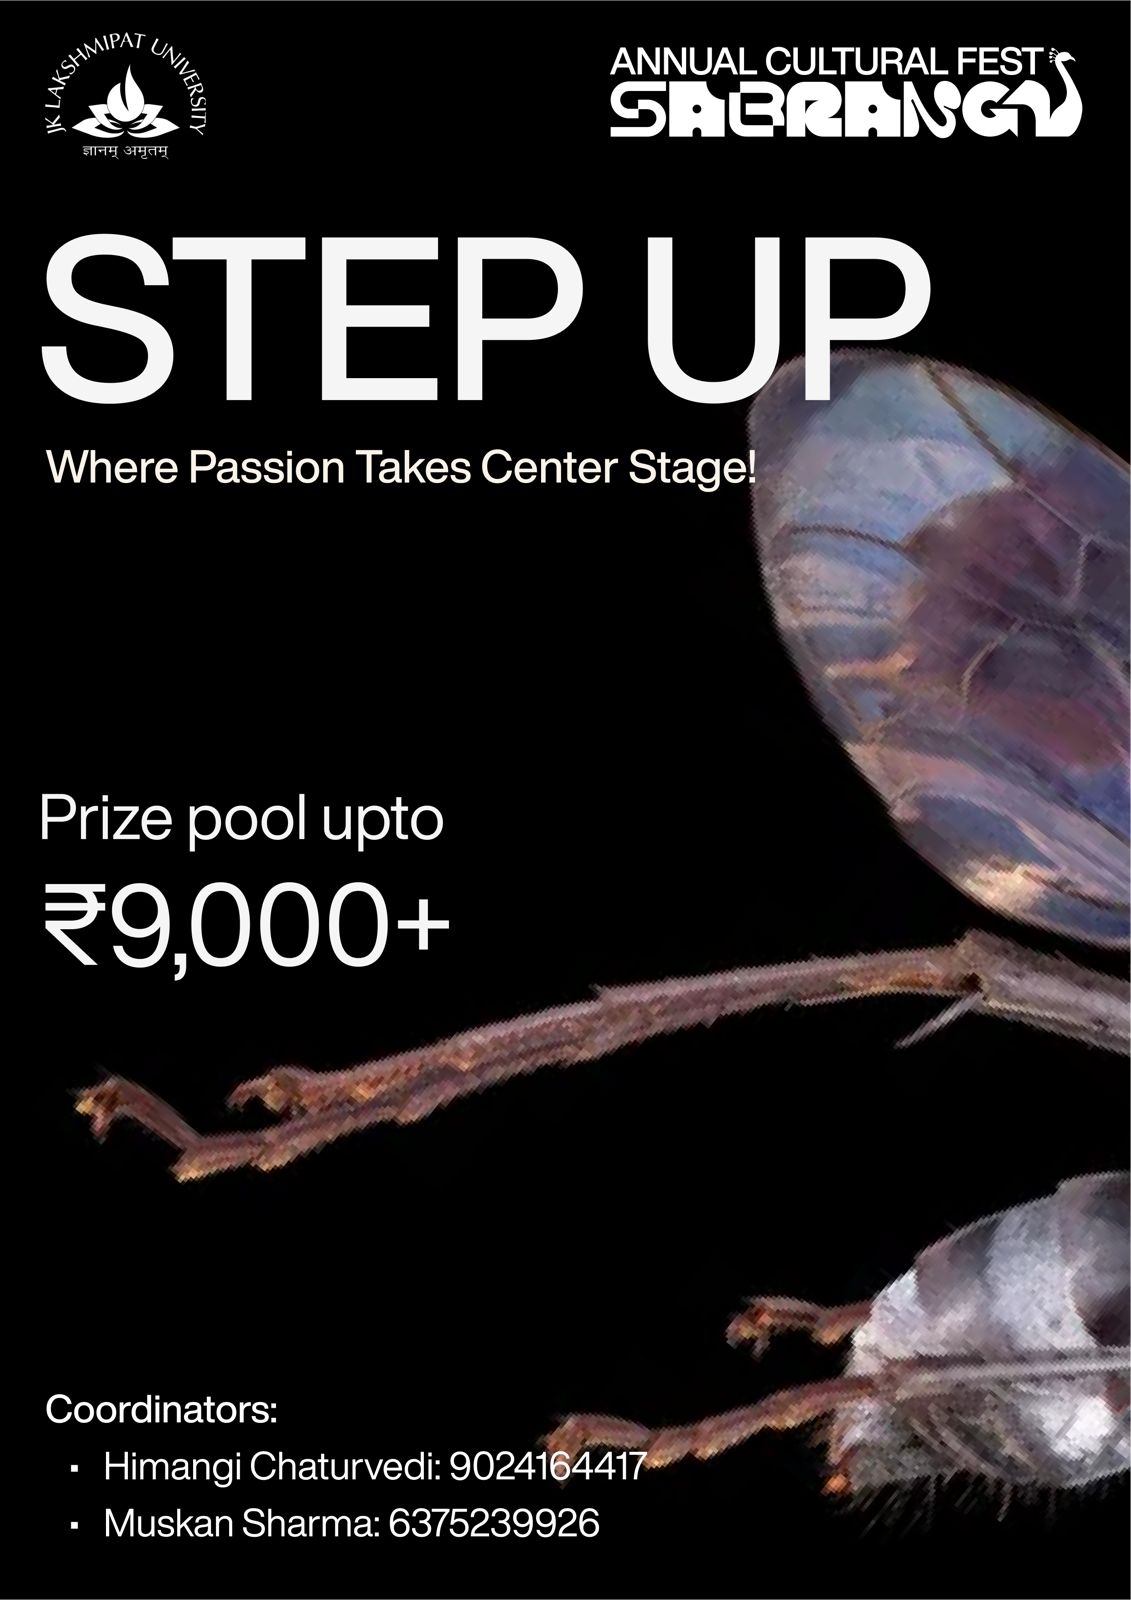 JK LAKSHMIPAT UNIVERSITY
ज्ञानम् अमृतम्
ANNUAL CULTURAL FEST
SABRANG
STEP UP
Where Passion Takes Center Stage!
Prize pool upto
₹9,000+
Coordinators:
▪ Himangi Chaturvedi: 9024164417
▪ Muskan Sharma: 6375239926